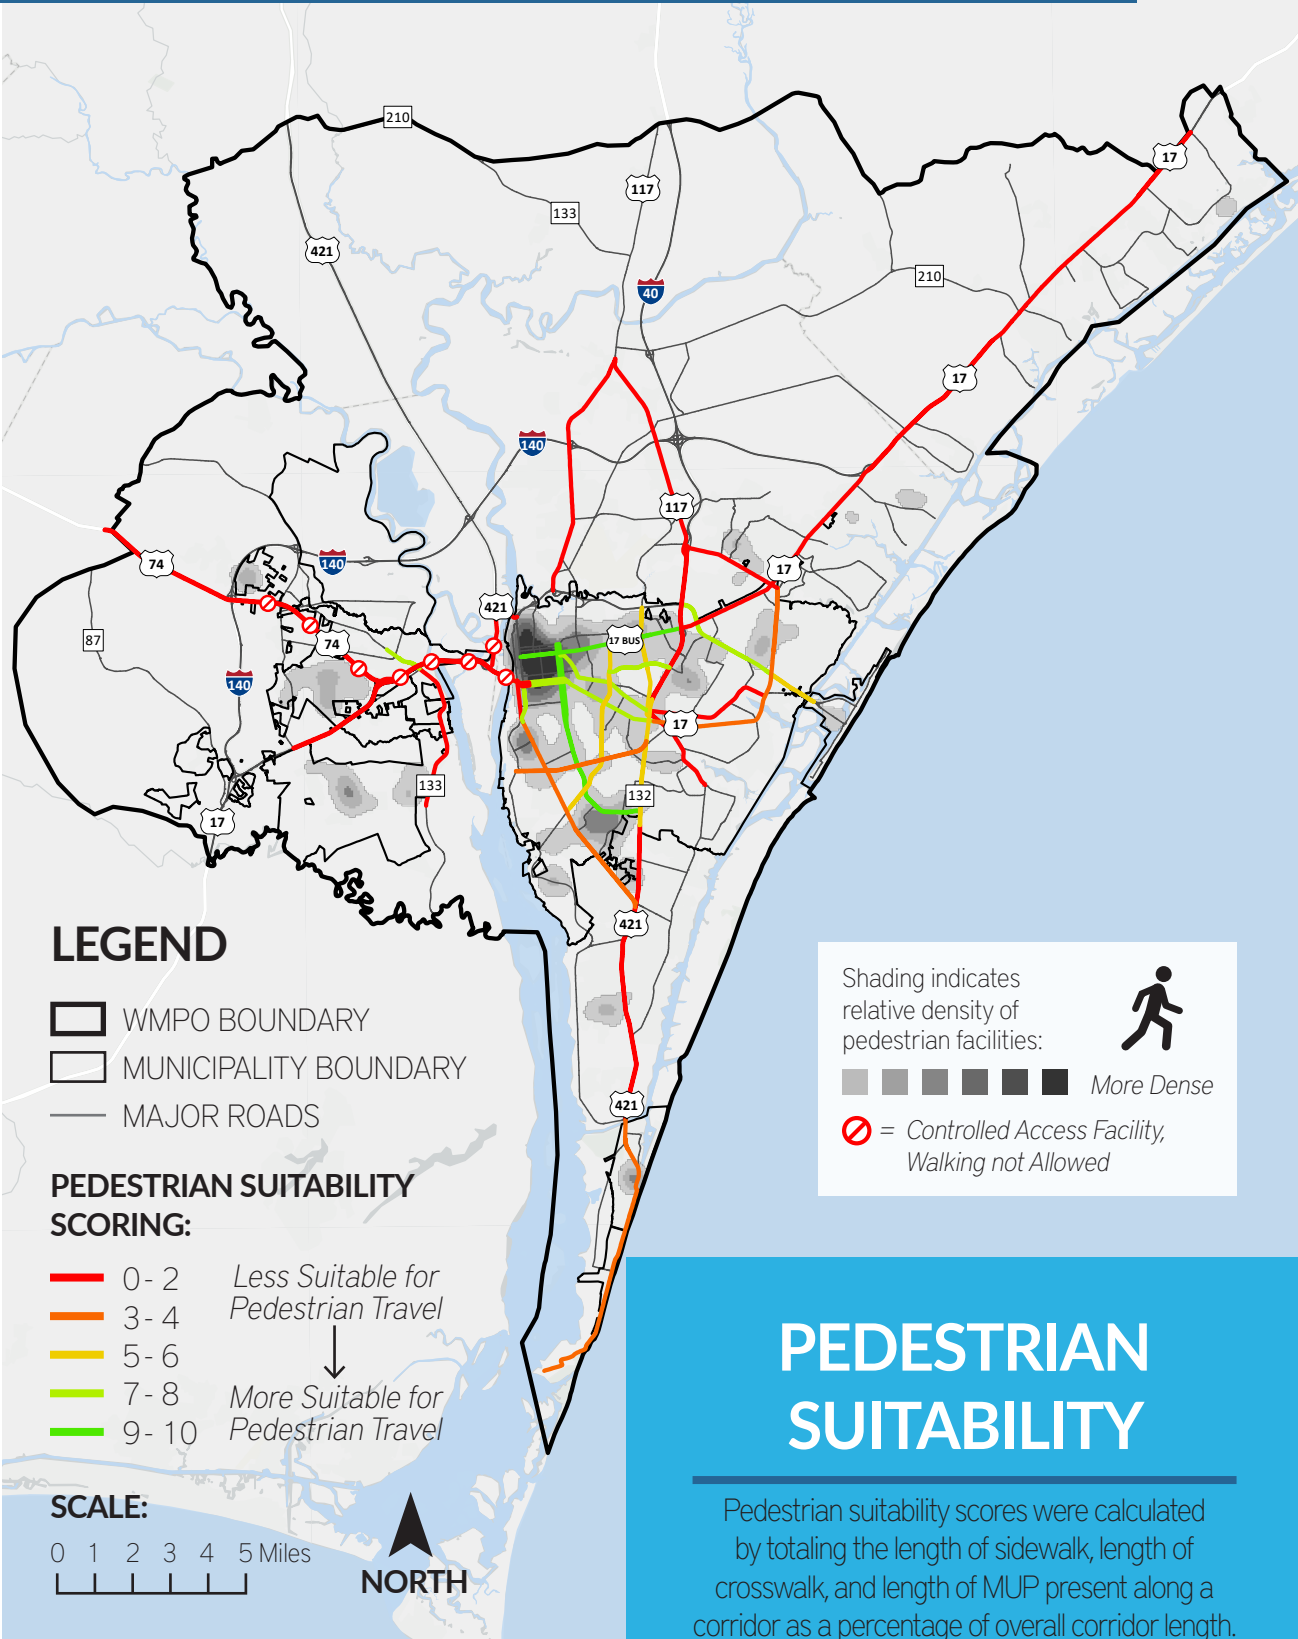 210
17
117
133
421
210
40
17
140
117
74
140
17
421
87
74
17 BUS
140
17
133
132
17
421
LEGEND
WMPO BOUNDARY
MUNICIPALITY BOUNDARY
MAJOR ROADS
Shading indicates
relative density of
pedestrian facilities:
More Dense
= Controlled Access Facility,
Walking not Allowed
421
PEDESTRIAN SUITABILITY
SCORING:
0 - 2
3 - 4
5 - 6
7 - 8
9 - 10
Less Suitable for
Pedestrian Travel
More Suitable for
Pedestrian Travel
SCALE:
0 1 2 3 4 5 Miles
NORTH
PEDESTRIAN
SUITABILITY
Pedestrian suitability scores were calculated
by totaling the length of sidewalk, length of
crosswalk, and length of MUP present along a
corridor as a percentage of overall corridor length.